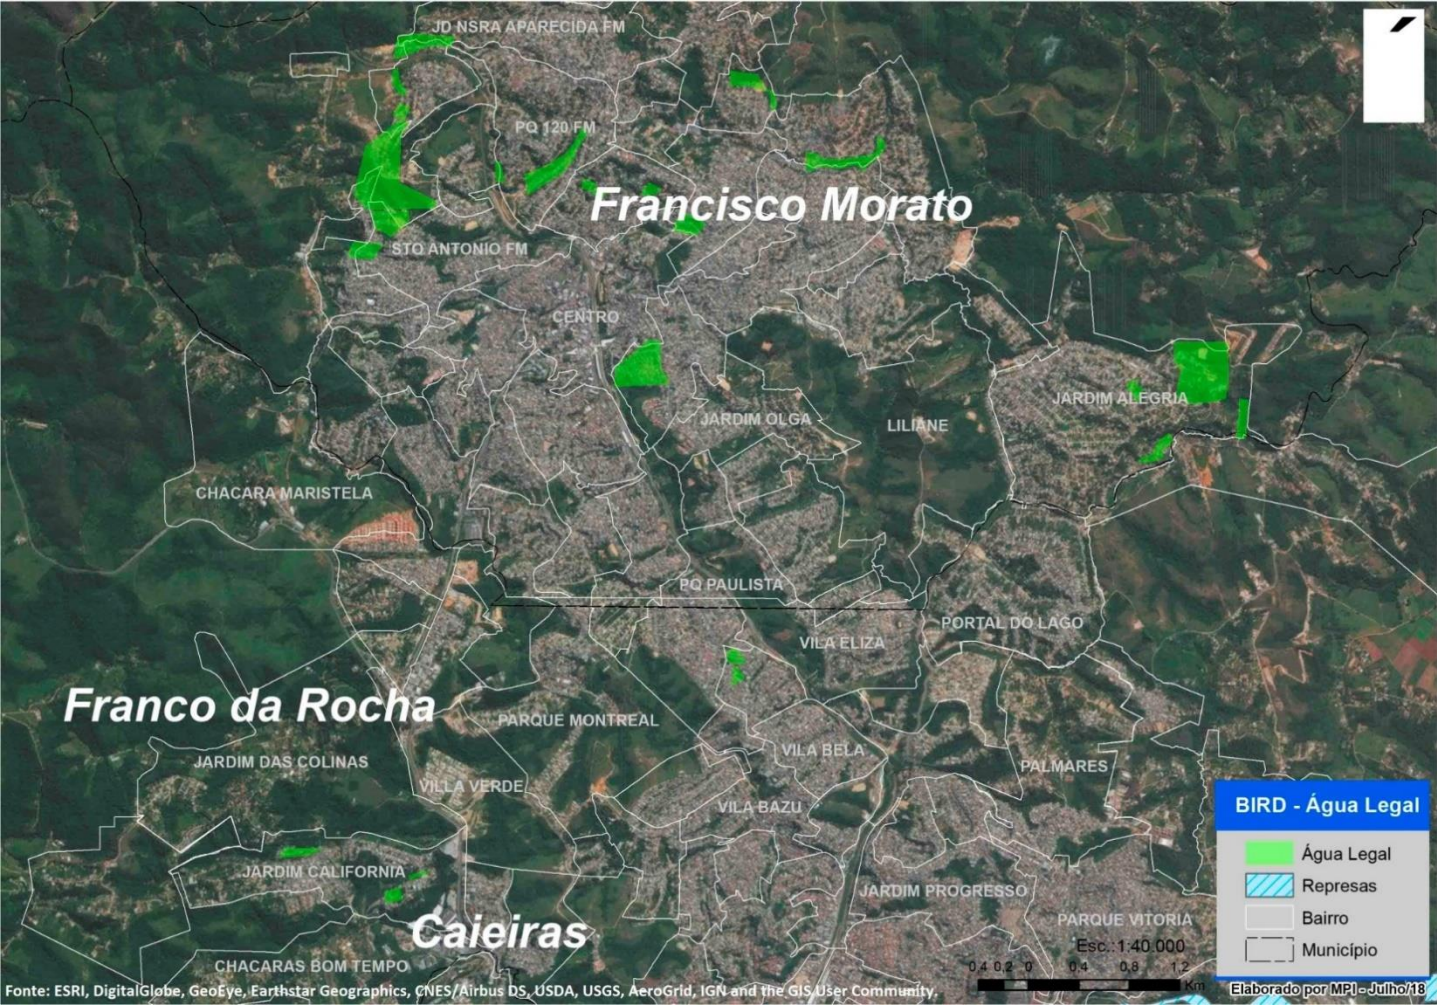 JD NSRA APARECIDA FM
PQ 120 FM
Francisco Morato
STO ANTONIO FM
CENTRO
JARDIM ALEGRIA
JARDIM OLGA
LILIANE
CHACARA MARISTELA
PQ PAULISTA
PORTAL DO LAGO
VILA ELIZA
Franco da Rocha
PARQUE MONTREAL
VILA BELA
JARDIM DAS COLINAS
PALMARES
VILLA VERDE
VILA BAZU
BIRD - Água Legal
Água Legal
Represas
Bairro
Município
JARDIM CALIFORNIA
JARDIM PROGRESSO
PARQUE VITORIA
Caieiras
Esc.:1:40.000
CHACARAS BOM TEMPO
0,4 0,2 0 0,4 0,8 1,2
Km
Fonte: ESRI, DigitalGlobe, GeoEye, Earthstar Geographics, CNES/Airbus DS, USDA, USGS, AeroGrid, IGN and the GIS User Community.
Elaborado por MPI - Julho/18